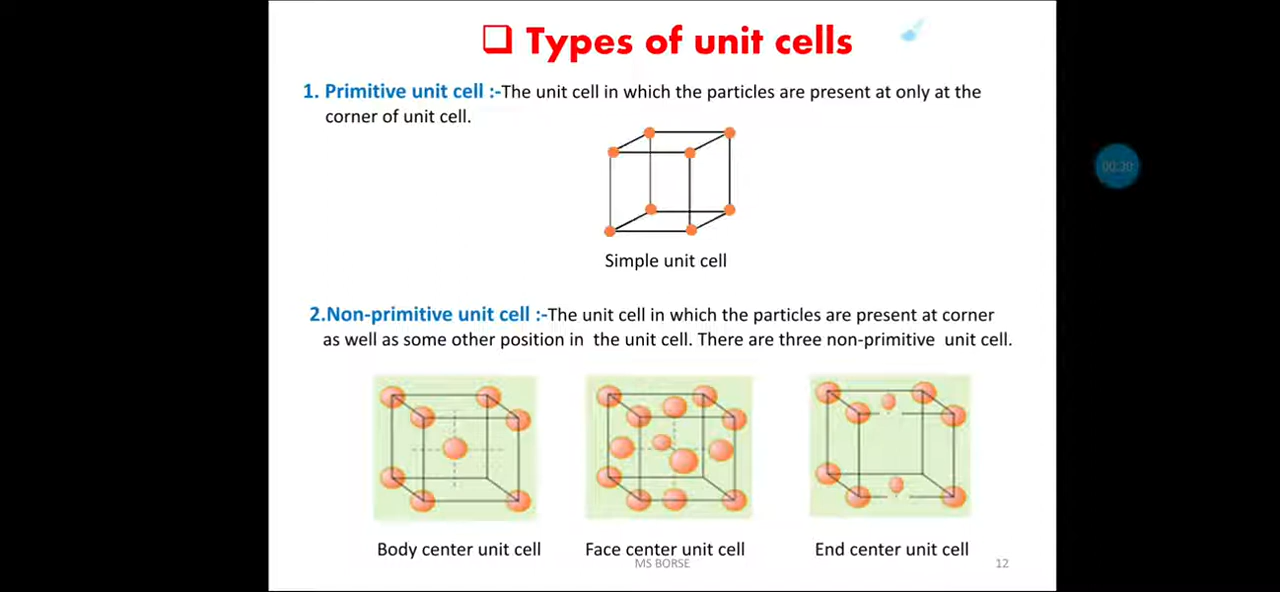 ❑ Types of unit cells
1. Primitive unit cell :-The unit cell in which the particles are present at only at the
corner of unit cell.
00:30
Simple unit cell
2.Non-primitive unit cell :-The unit cell in which the particles are present at corner
as well as some other position in the unit cell. There are three non-primitive unit cell.
Body center unit cell
Face center unit cell
End center unit cell
MS BORSE
12